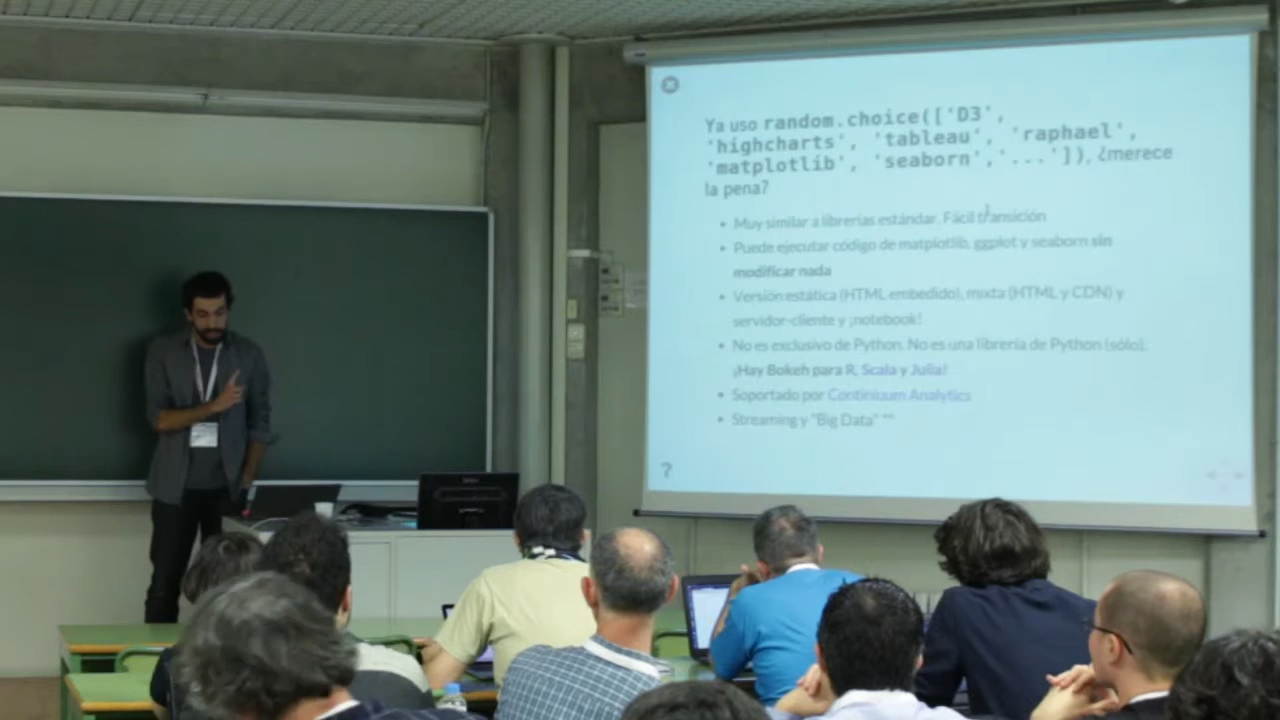 Ya uso random.choice(['D3',
'highcharts', 'tableau', 'raphael',
'matplotlib', 'seaborn','...']), ¿merece
la pena?
• Muy similar a librerías estándar. Fácil transición
• Puede ejecutar código de matplotlib, ggplot y seaborn sin
modificar nada
• Versión estática (HTML embedido), mixta (HTML y CDN) y
servidor-cliente y ¡notebook!
• No es exclusivo de Python. No es una librería de Python (sólo).
¡Hay Bokeh para R, Scala y Julia!
• Soportado por Continuum Analytics
• Streaming y "Big Data" **
?